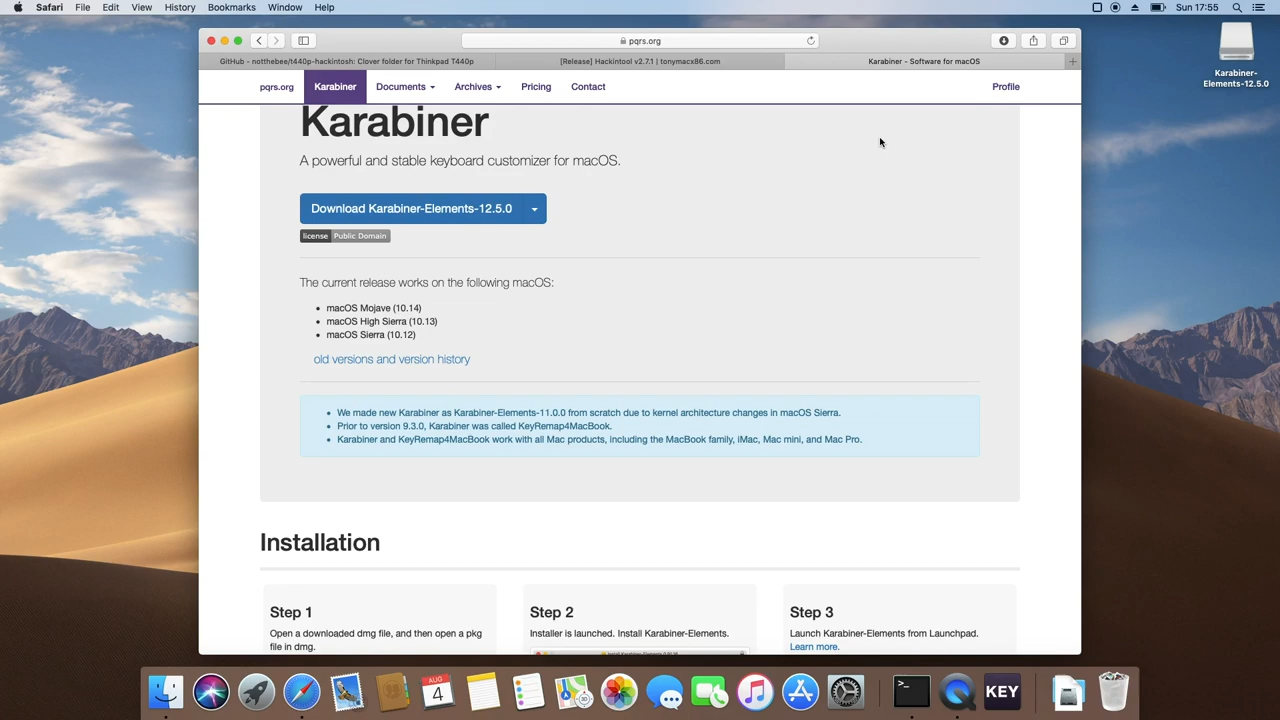 Safari File Edit View History Bookmarks Window Help Sun 17:55
pqrs.org
GitHub - notthebee/t440p-hackintosh: Clover folder for Thinkpad T440p
[Release] Hackintool v2.7.1 | tonymacx86.com
Karabiner - Software for macOS
Karabiner-
Elements-12.5.0
pqrs.org Karabiner Documents Archives Pricing Contact Profile
Karabiner
A powerful and stable keyboard customizer for macOS.
Download Karabiner-Elements-12.5.0
license Public Domain
The current release works on the following macOS:
macOS Mojave (10.14)
macOS High Sierra (10.13)
macOS Sierra (10.12)
old versions and version history
We made new Karabiner as Karabiner-Elements-11.0.0 from scratch due to kernel architecture changes in macOS Sierra.
Prior to version 9.3.0, Karabiner was called KeyRemap4MacBook.
Karabiner and KeyRemap4MacBook work with all Mac products, including the MacBook family, iMac, Mac mini, and Mac Pro.
Installation
Step 1
Open a downloaded dmg file, and then open a pkg
file in dmg.
Step 2
Installer is launched. Install Karabiner-Elements.
Step 3
Launch Karabiner-Elements from Launchpad.
Learn more.
AUG
4
>_
KEY